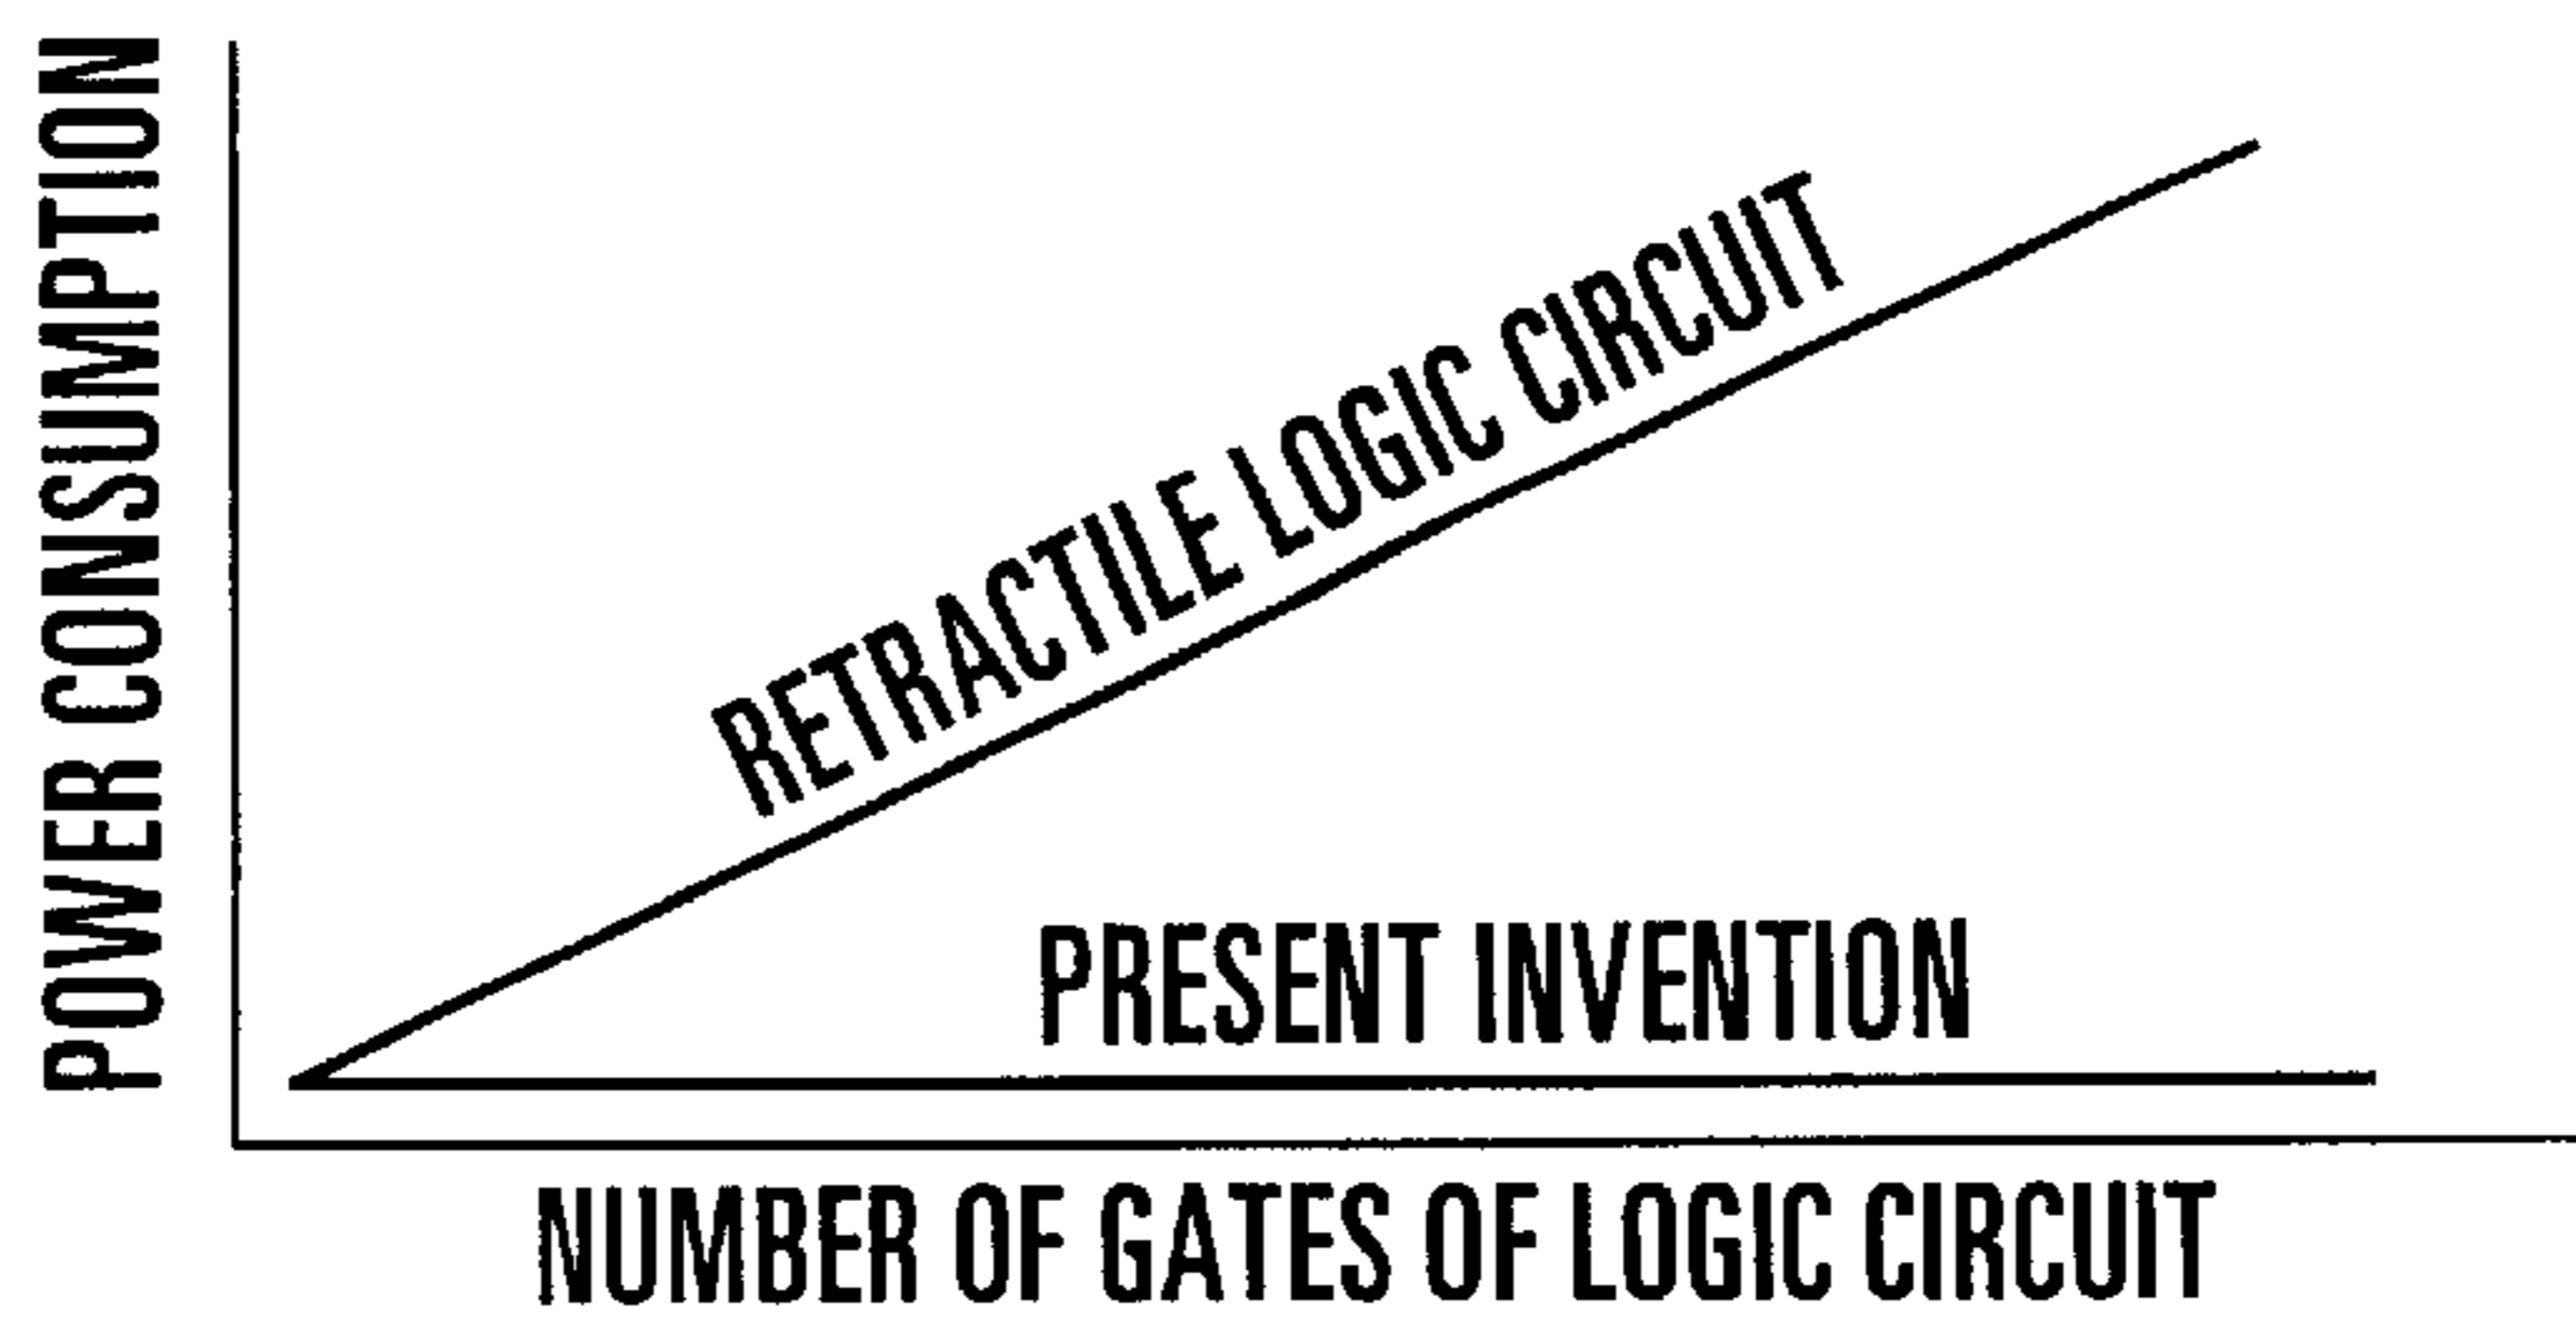 POWER CONSUMPTION
RETRACTILE LOGIC CIRCUIT
PRESENT INVENTION
NUMBER OF GATES OF LOGIC CIRCUIT